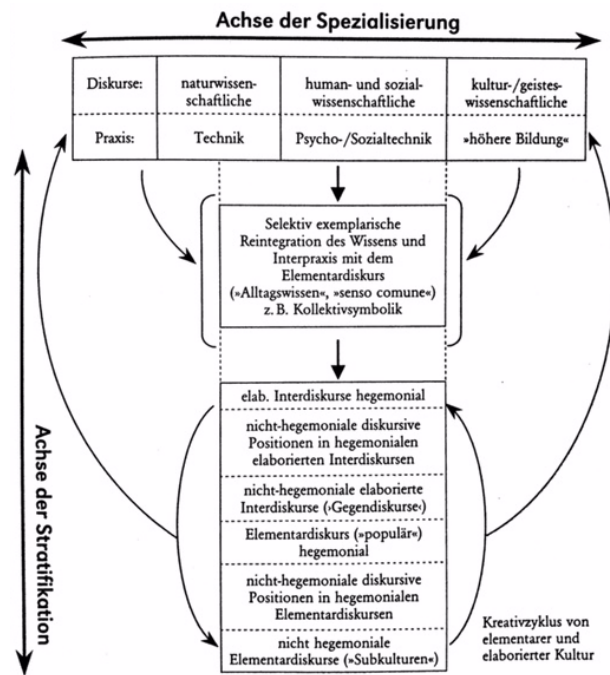 Achse der Spezialisierung
Diskurse:
naturwissen-
schaftliche
human- und sozial-
wissenschaftliche
kultur-/geistes-
wissenschaftliche
Praxis:
Technik
Psycho-/Sozialtechnik
»höhere Bildung«
Selektiv exemplarische
Reintegration des Wissens und
Interpraxis mit dem
Elementardiskurs
(»Alltagswissen«, »senso comune«)
z. B. Kollektivsymbolik
Achse der Stratifikation
elab. Interdiskurse hegemonial
nicht-hegemoniale diskursive
Positionen in hegemonialen
elaborierten Interdiskursen
nicht-hegemoniale elaborierte
Interdiskurse (›Gegendiskurse‹)
Elementardiskurs (»populär«)
hegemonial
nicht-hegemoniale diskursive
Positionen in hegemonialen
Elementardiskursen
nicht hegemoniale
Elementardiskurse (»Subkulturen«)
Kreativzyklus von
elementarer und
elaborierter Kultur